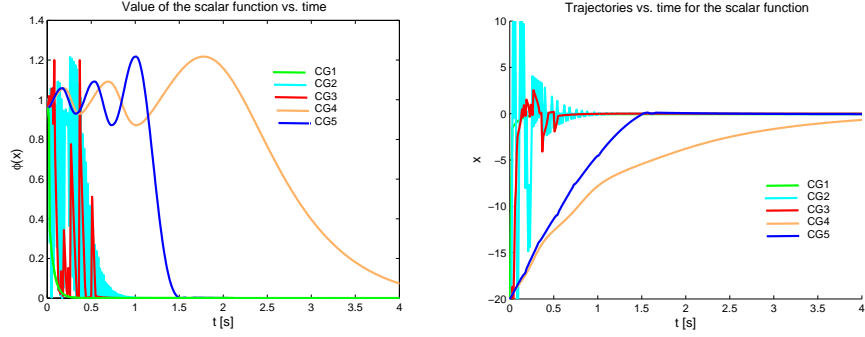 Value of the scalar function vs. time
1.4
1.2
1
0.8
0.6
0.4
0.2
0
ϕ(x)
CG1
CG2
CG3
CG4
CG5
0 0.5 1 1.5 2 2.5 3 3.5 4
t [s]
Trajectories vs. time for the scalar function
10
5
0
−5
−10
−15
−20
x
CG1
CG2
CG3
CG4
CG5
0 0.5 1 1.5 2 2.5 3 3.5 4
t [s]